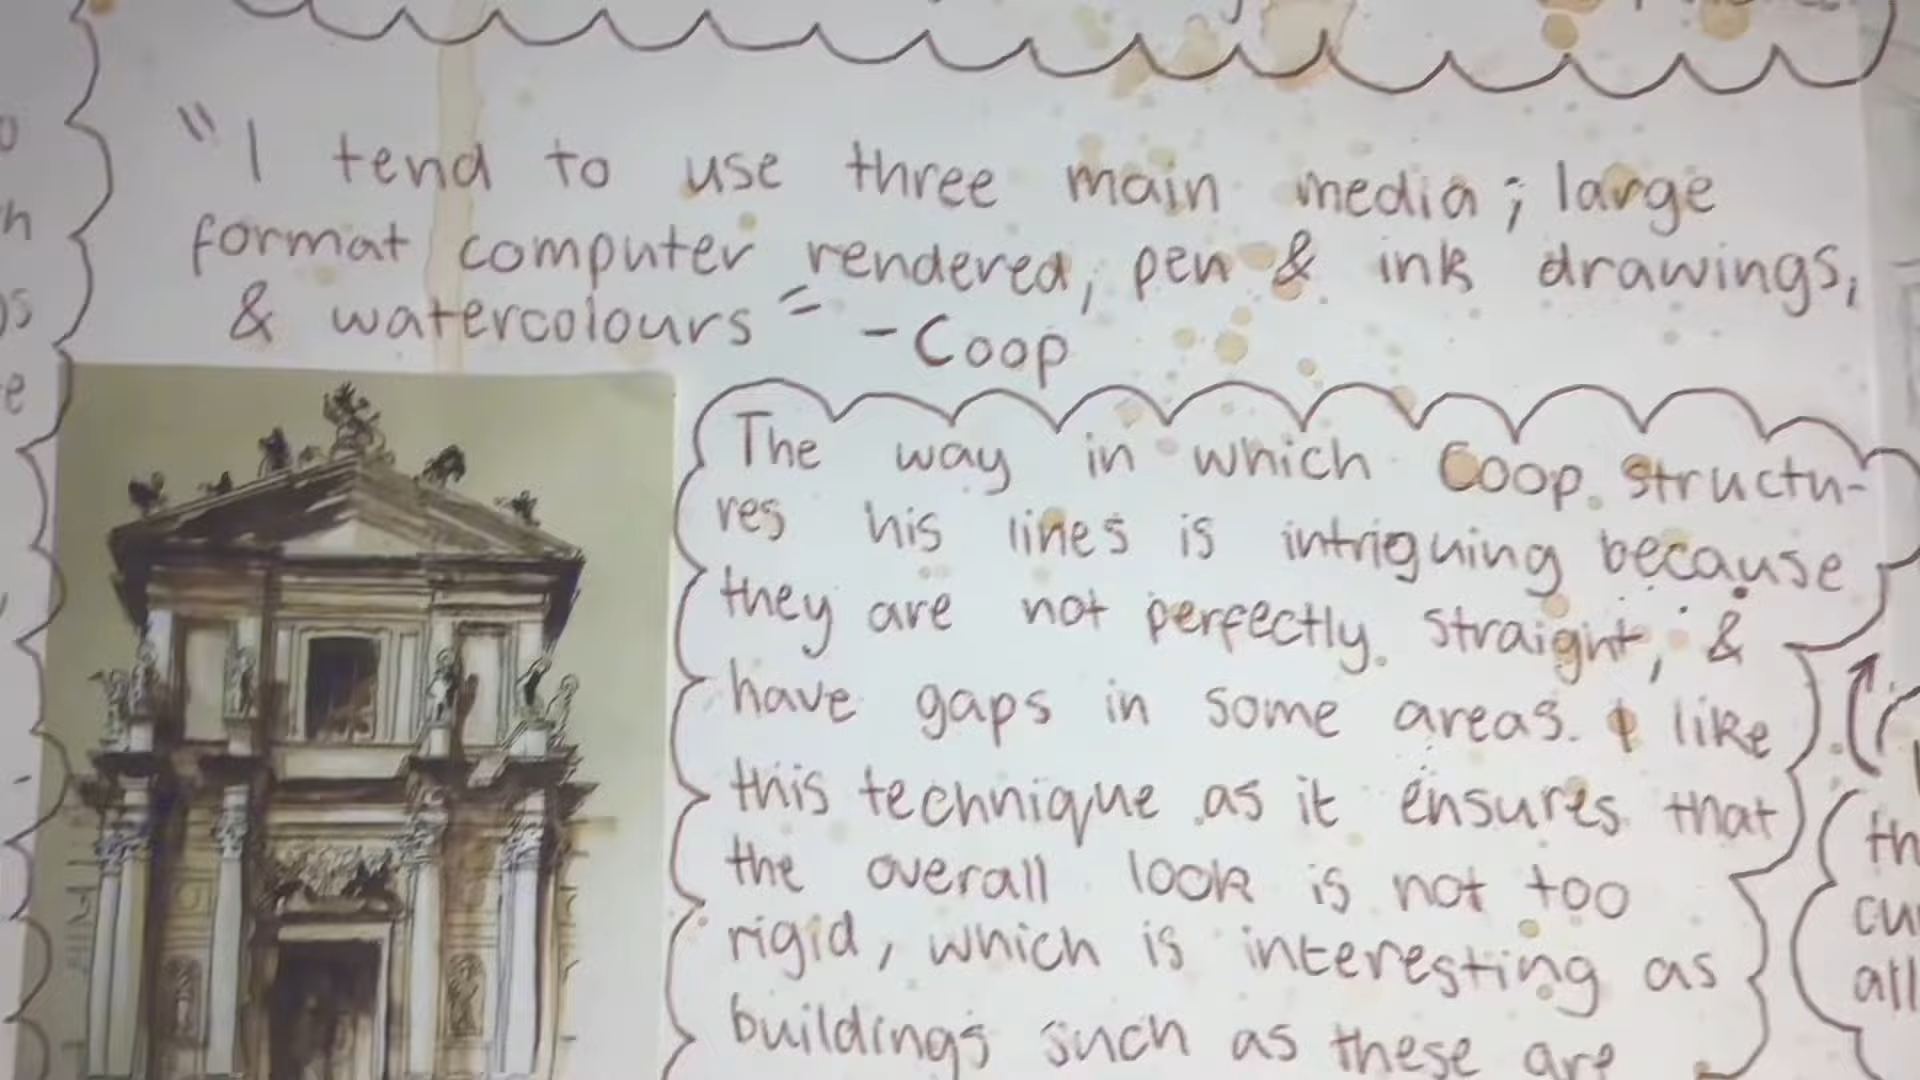 "I tend to use three main media; large
format computer rendered, pen & ink drawings,
& watercolours" - Coop
The way in which Coop structu-
res his lines is intriguing because
they are not perfectly straight, &
have gaps in some areas. I like
this technique as it ensures that
the overall look is not too
rigid, which is interesting as
buildings such as these are
th
cu
all